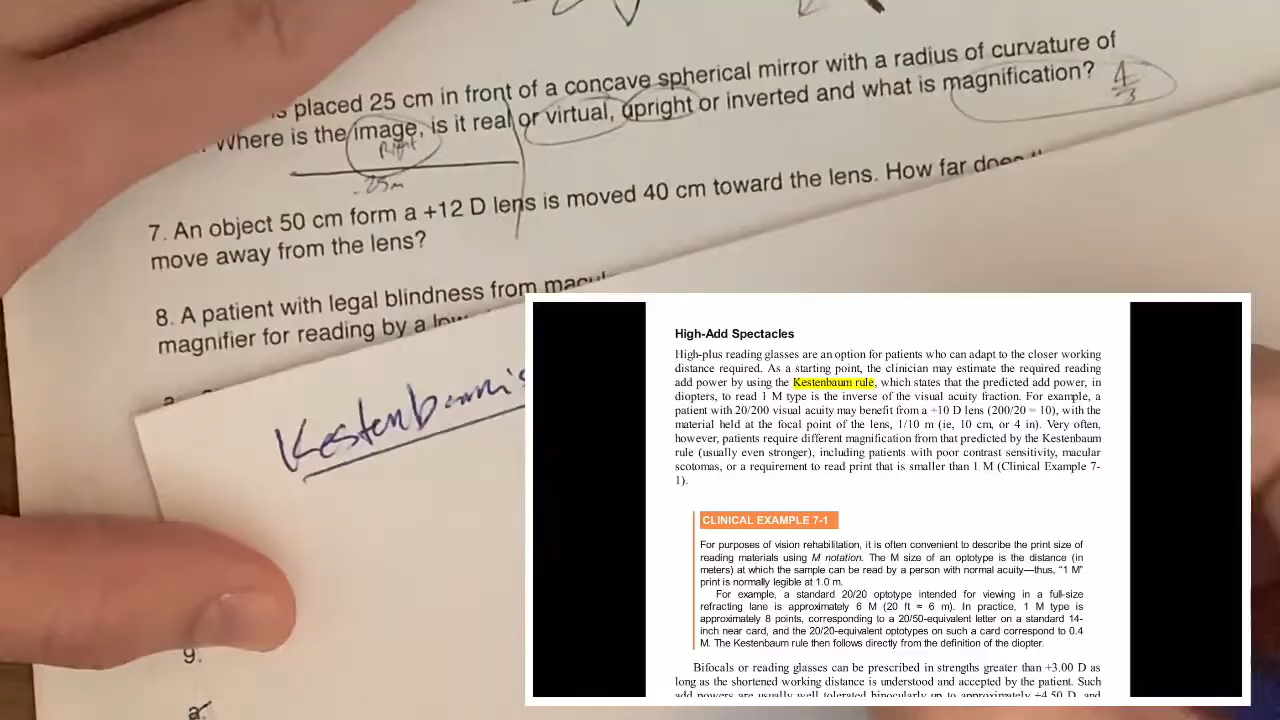 s placed 25 cm in front of a concave spherical mirror with a radius of curvature of
Where is the image, is it real or virtual, upright or inverted and what is magnification? 4/3
Right
.25m
7. An object 50 cm form a +12 D lens is moved 40 cm toward the lens. How far does
move away from the lens?
8. A patient with legal blindness from macul
magnifier for reading by a low
Kestenbaum's
9.
High-Add Spectacles
High-plus reading glasses are an option for patients who can adapt to the closer working
distance required. As a starting point, the clinician may estimate the required reading
add power by using the Kestenbaum rule, which states that the predicted add power, in
diopters, to read 1 M type is the inverse of the visual acuity fraction. For example, a
patient with 20/200 visual acuity may benefit from a +10 D lens (200/20 = 10), with the
material held at the focal point of the lens, 1/10 m (ie, 10 cm, or 4 in). Very often,
however, patients require different magnification from that predicted by the Kestenbaum
rule (usually even stronger), including patients with poor contrast sensitivity, macular
scotomas, or a requirement to read print that is smaller than 1 M (Clinical Example 7-
1).
CLINICAL EXAMPLE 7-1
For purposes of vision rehabilitation, it is often convenient to describe the print size of
reading materials using M notation. The M size of an optotype is the distance (in
meters) at which the sample can be read by a person with normal acuity—thus, "1 M"
print is normally legible at 1.0 m.
For example, a standard 20/20 optotype intended for viewing in a full-size
refracting lane is approximately 6 M (20 ft ≈ 6 m). In practice, 1 M type is
approximately 8 points, corresponding to a 20/50-equivalent letter on a standard 14-
inch near card, and the 20/20-equivalent optotypes on such a card correspond to 0.4
M. The Kestenbaum rule then follows directly from the definition of the diopter.
Bifocals or reading glasses can be prescribed in strengths greater than +3.00 D as
long as the shortened working distance is understood and accepted by the patient. Such
add powers are usually well tolerated binocularly up to approximately +4.50 D, and